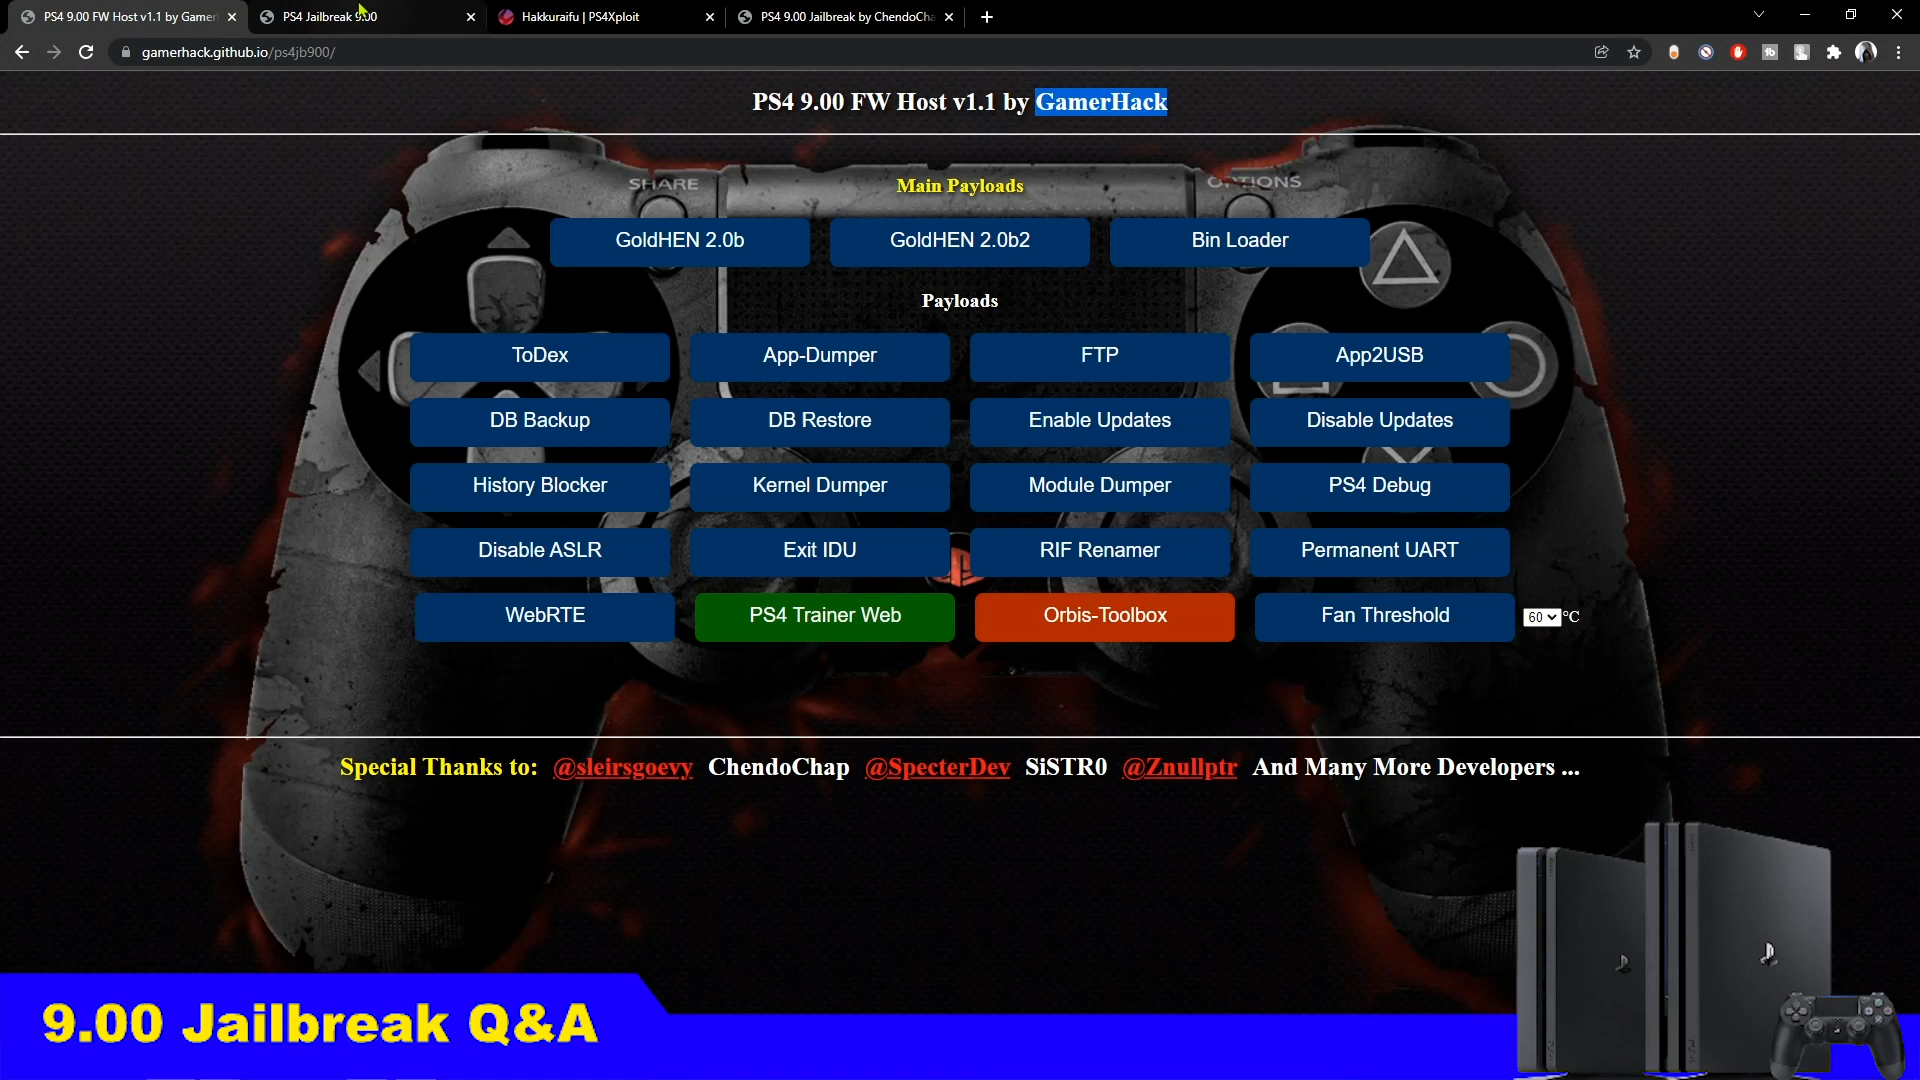 PS4 9.00 FW Host v1.1 by Gamer
PS4 Jailbreak 9.00
Hakkuraifu | PS4Xploit
PS4 9.00 Jailbreak by ChendoCha
gamerhack.github.io/ps4jb900/
PS4 9.00 FW Host v1.1 by GamerHack
SHARE
OPTIONS
Main Payloads
GoldHEN 2.0b
GoldHEN 2.0b2
Bin Loader
Payloads
ToDex
App-Dumper
FTP
App2USB
DB Backup
DB Restore
Enable Updates
Disable Updates
History Blocker
Kernel Dumper
Module Dumper
PS4 Debug
Disable ASLR
Exit IDU
RIF Renamer
Permanent UART
WebRTE
PS4 Trainer Web
Orbis-Toolbox
Fan Threshold
60 °C
Special Thanks to: @sleirsgoevy ChendoChap @SpecterDev SiSTR0 @Znullptr And Many More Developers ...
9.00 Jailbreak Q&A